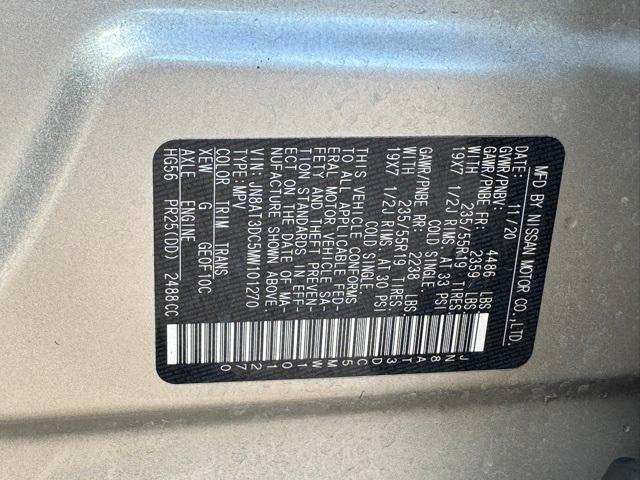 MFD BY NISSAN MOTOR CO.,LTD.
11/20
GVWR/PNBV: 4486 LBS
GAWR/PNBE FR: 2359 LBS
WITH 235/55R19 TIRES
19X7 1/2J RIMS, AT 33 PSI
COLD SINGLE
GAWR/PNBE RR: 2239 LBS
WITH 235/55R19 TIRES
19X7 1/2J RIMS, AT 30 PSI
COLD SINGLE
THIS VEHICLE CONFORMS
TO ALL APPLICABLE FED-
ERAL MOTOR VEHICLE SA-
FETY AND THEFT PREVEN-
TION STANDARDS IN EFF-
ECT ON THE DATE OF MA-
NUFACTURE SHOWN ABOVE.
VIN: JN8AT3DC5MW101270
TYPE:MPV
COLOR TRIM TRANS
XEW G GEOFTOC
AXLE ENGINE
HG56 PR25(DD) 2488CC
JN8AT3DC5MW101270